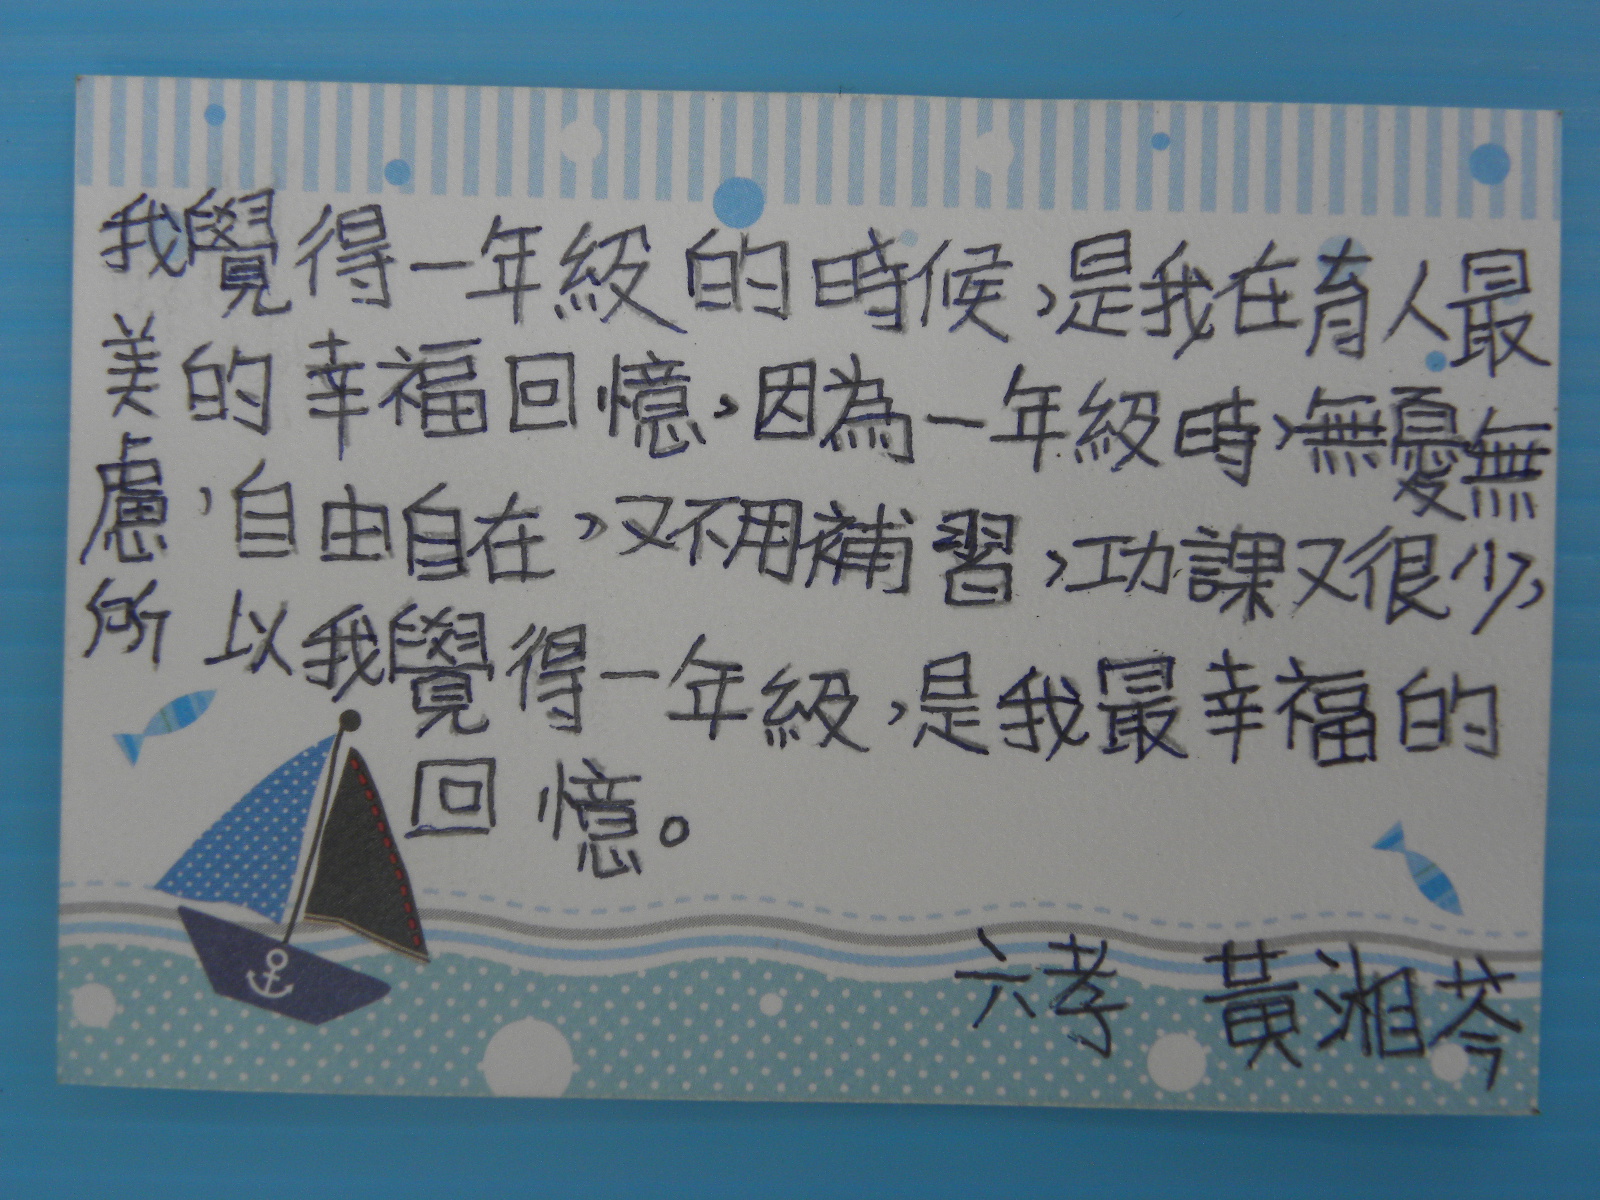 我覺得一年級的時候，是我在育人最
美的幸福回憶，因為一年級時，無憂無
慮，自由自在，又不用補習，功課又很少，
所以我覺得一年級，是我最幸福的
回憶。
六孝 黃湘芩